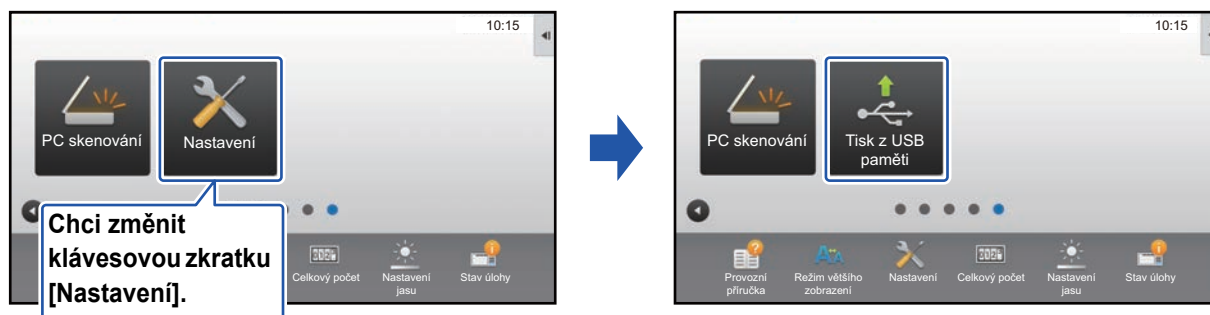 10:15
PC skenování
Nastavení
Chci změnit
klávesovou zkratku
[Nastavení].
Celkový počet
Nastavení
jasu
Stav úlohy
10:15
PC skenování
Tisk z USB
paměti
Provozní
příručka
Režim většího
zobrazení
Nastavení
Celkový počet
Nastavení
jasu
Stav úlohy